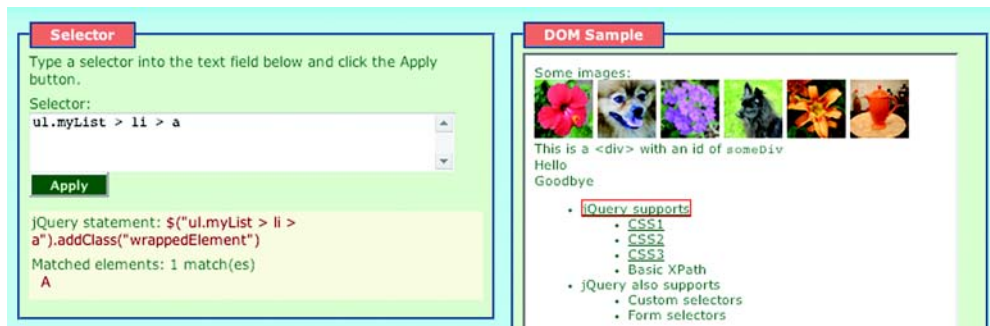 Selector
Type a selector into the text field below and click the Apply
button.
Selector:
ul.myList > li > a
Apply
jQuery statement: $("ul.myList > li >
a").addClass("wrappedElement")
Matched elements: 1 match(es)
A
DOM Sample
Some images:
This is a <div> with an id of someDiv
Hello
Goodbye
jQuery supports
CSS1
CSS2
CSS3
Basic XPath
jQuery also supports
Custom selectors
Form selectors